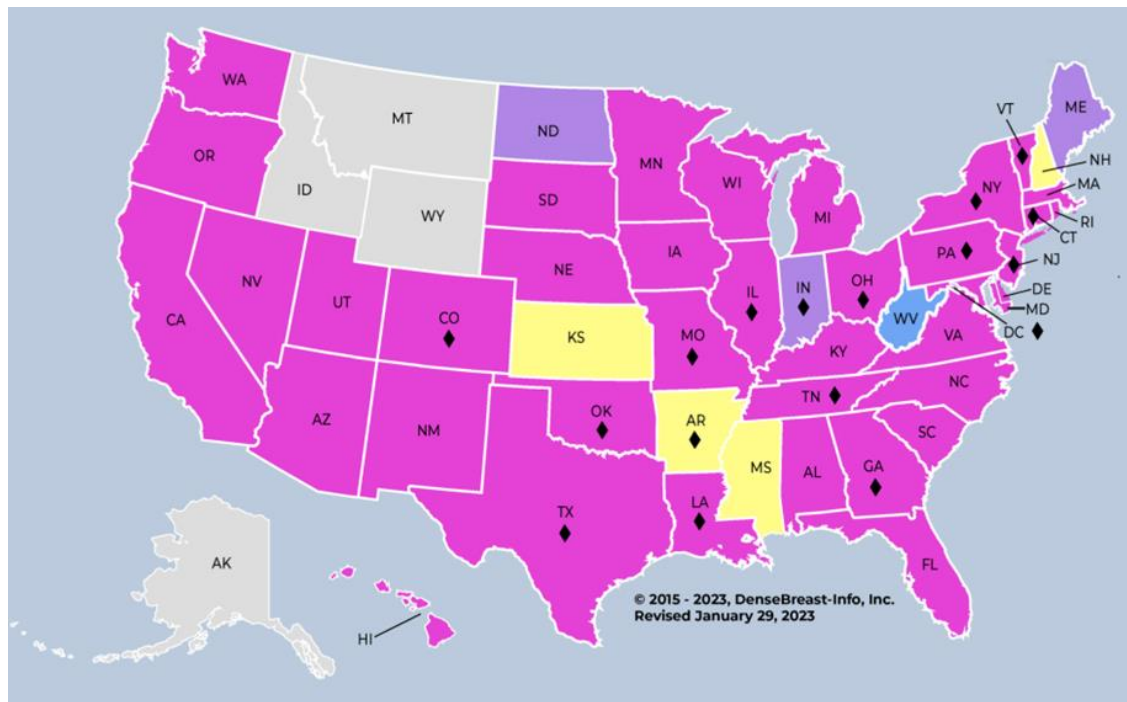 WA
MT
ND
MN
VT
ME
OR
ID
WY
SD
WI
MI
NY
NH
MA
RI
CT
NV
UT
NE
IA
IL
IN
OH
PA
NJ
DE
MD
DC
CA
CO
KS
MO
KY
WV
VA
AZ
NM
OK
AR
TN
NC
SC
TX
LA
MS
AL
GA
FL
AK
HI
© 2015 - 2023, DenseBreast-Info, Inc.
Revised January 29, 2023